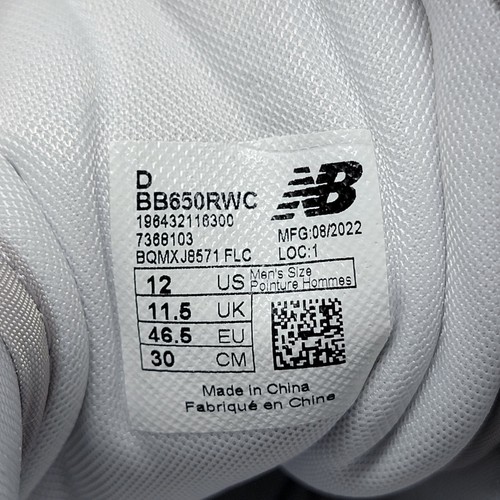 D
BB650RWC
NB
196432116300
7368103
MFG:08/2022
BQMXJ8571 FLC
LOC:1
12 US Men's Size
Pointure Hommes
11.5 UK
46.5 EU
30 CM
Made in China
Fabriqué en Chine